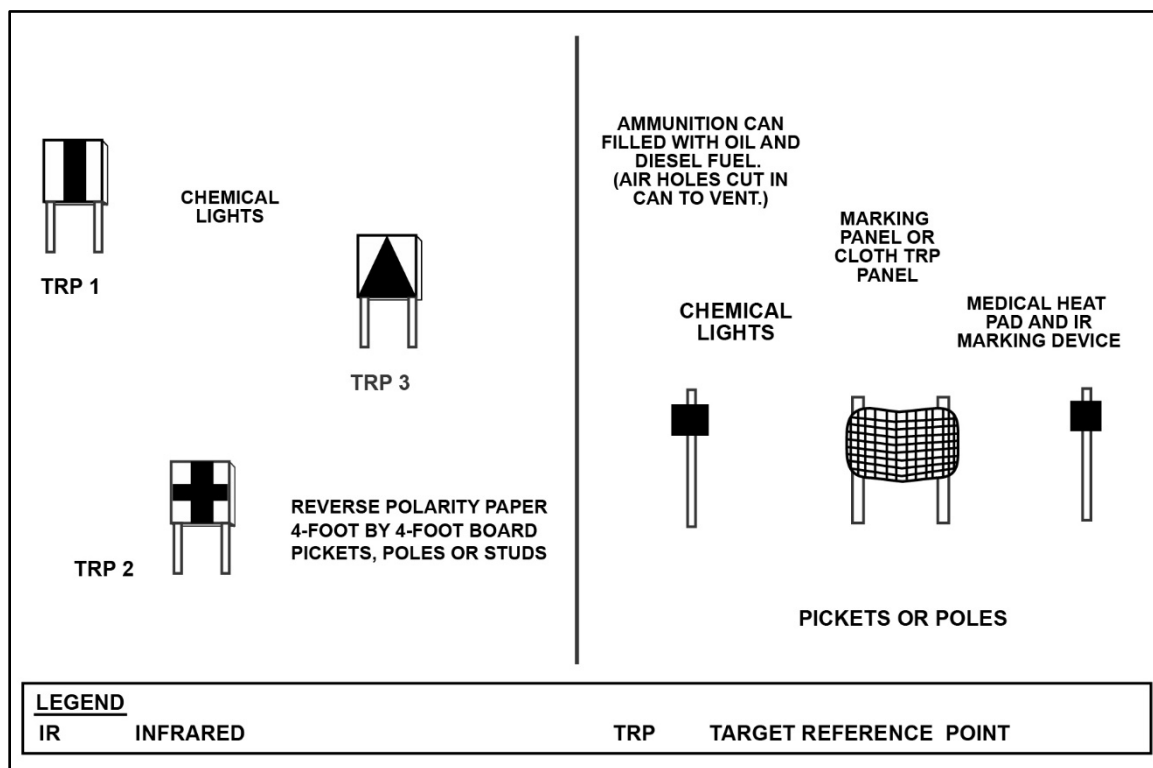 TRP 1
CHEMICAL
LIGHTS
TRP 3
TRP 2
REVERSE POLARITY PAPER
4-FOOT BY 4-FOOT BOARD
PICKETS, POLES OR STUDS
AMMUNITION CAN
FILLED WITH OIL AND
DIESEL FUEL.
(AIR HOLES CUT IN
CAN TO VENT.)
CHEMICAL
LIGHTS
MARKING
PANEL OR
CLOTH TRP
PANEL
MEDICAL HEAT
PAD AND IR
MARKING DEVICE
PICKETS OR POLES
LEGEND
IR INFRARED TRP TARGET REFERENCE POINT